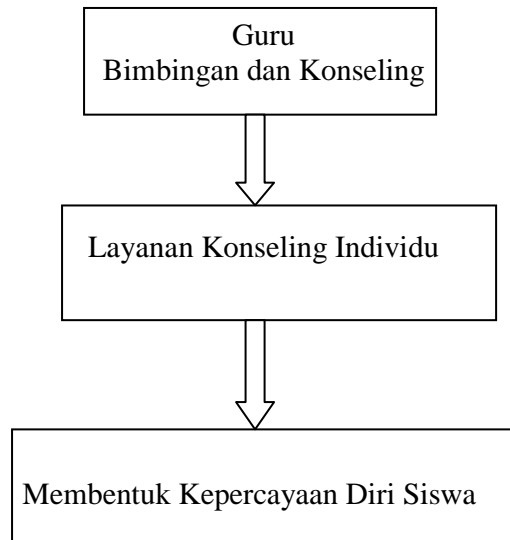 Guru
Bimbingan dan Konseling
Layanan Konseling Individu
Membentuk Kepercayaan Diri Siswa